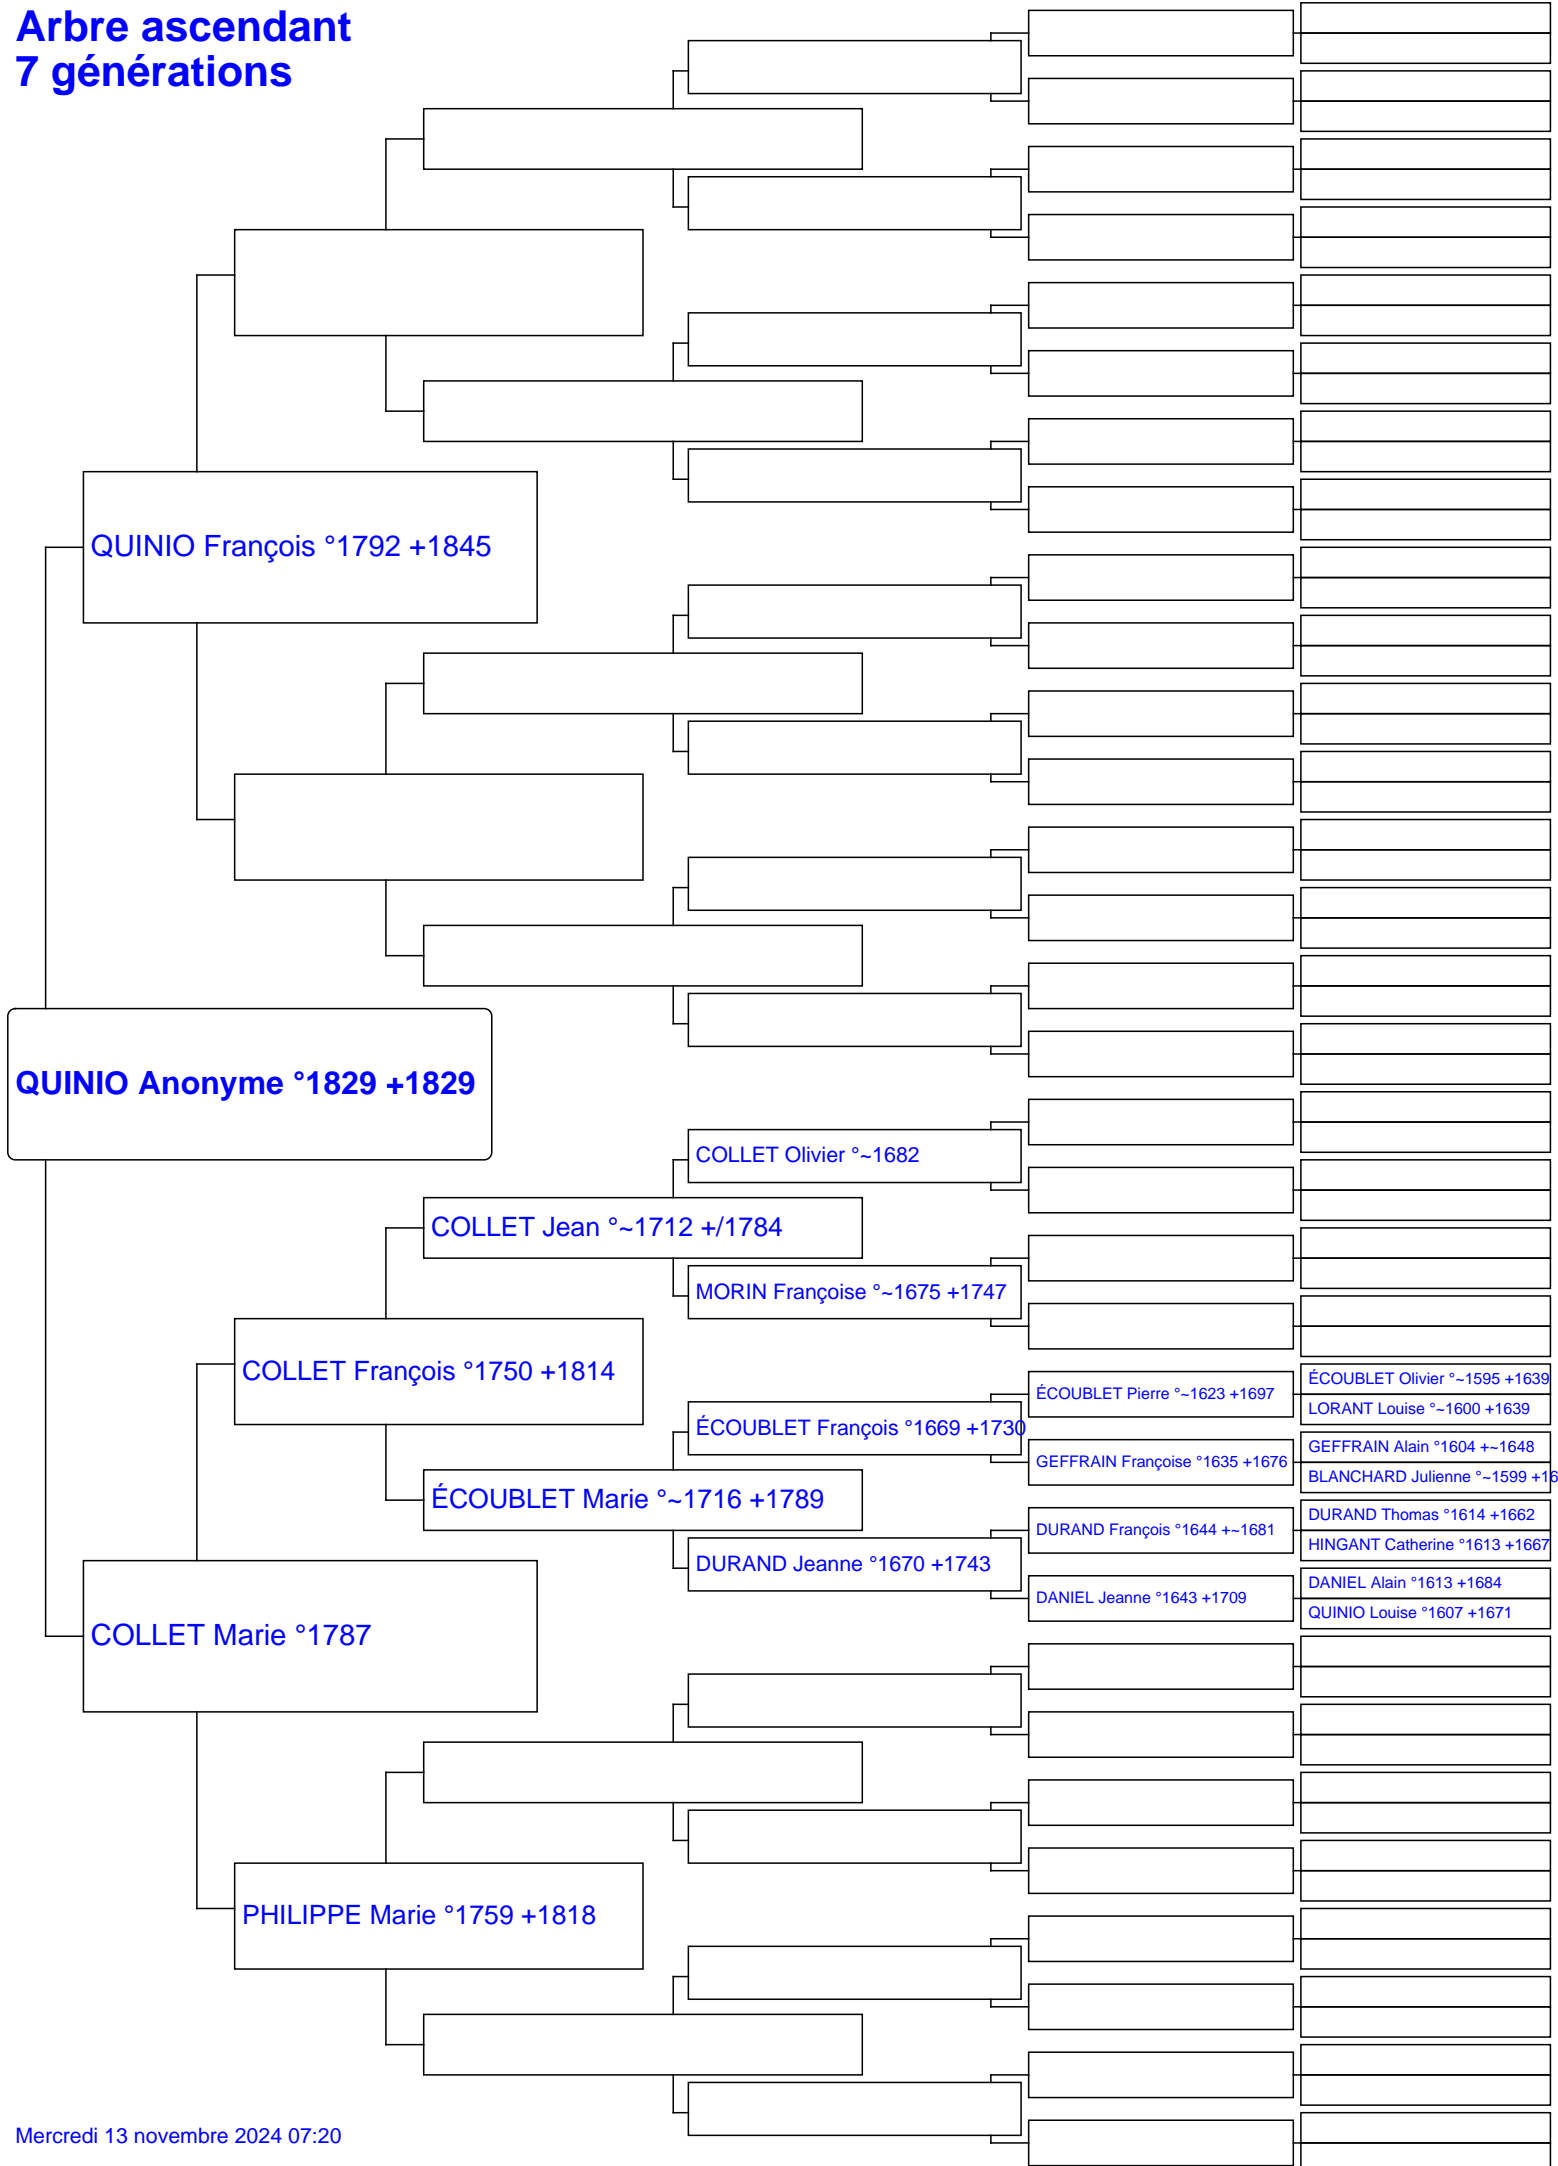 Arbre ascendant
7 générations
QUINIO François °1792 +1845
QUINIO Anonyme °1829 +1829
COLLET Olivier °~1682
COLLET Jean °~1712 +/1784
MORIN Françoise °~1675 +1747
COLLET François °1750 +1814
ÉCOUBLET Olivier °~1595 +1639
ÉCOUBLET Pierre °~1623 +1697
LORANT Louise °~1600 +1639
ÉCOUBLET François °1669 +1730
GEFFRAIN Alain °1604 +~1648
GEFFRAIN Françoise °1635 +1676
BLANCHARD Julienne °~1599 +16
ÉCOUBLET Marie °~1716 +1789
DURAND Thomas °1614 +1662
DURAND François °1644 +~1681
HINGANT Catherine °1613 +1667
DURAND Jeanne °1670 +1743
DANIEL Alain °1613 +1684
DANIEL Jeanne °1643 +1709
QUINIO Louise °1607 +1671
COLLET Marie °1787
PHILIPPE Marie °1759 +1818
Mercredi 13 novembre 2024 07:20